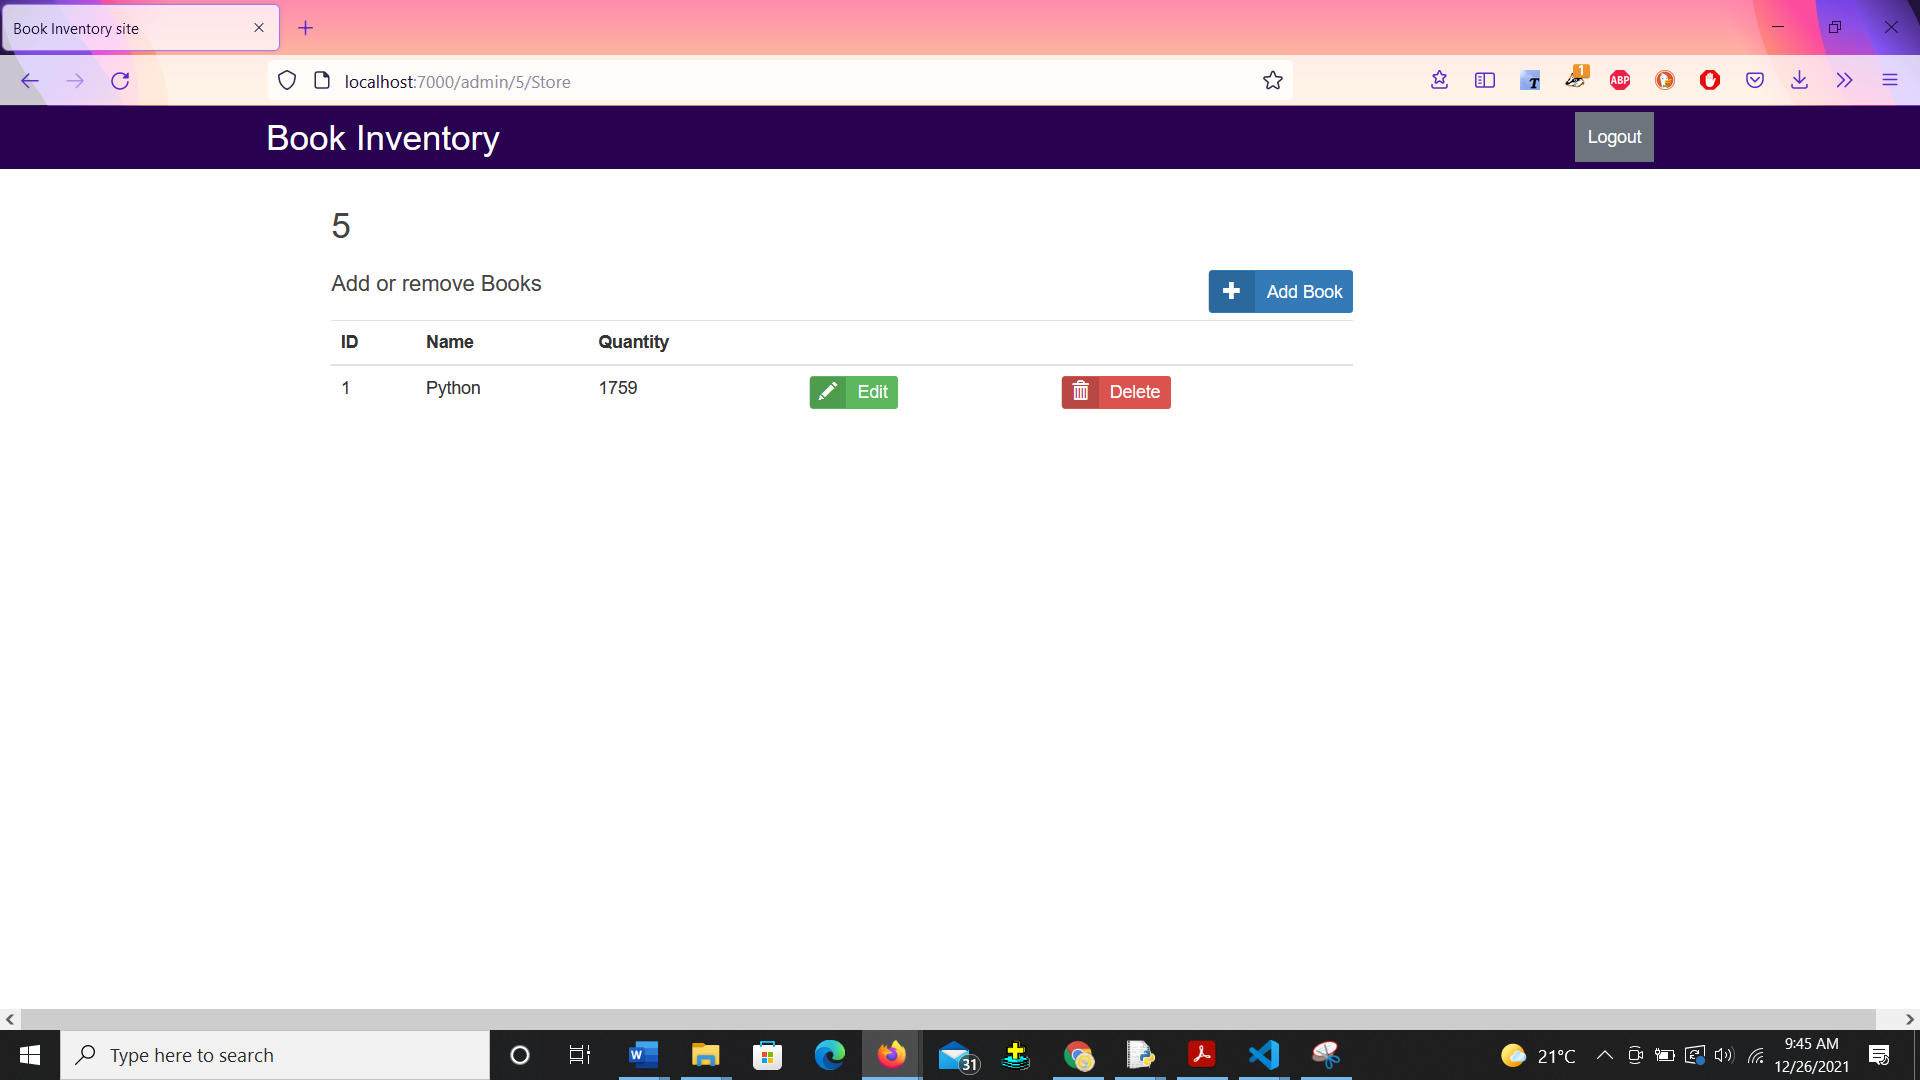 Book Inventory site
localhost:7000/admin/5/Store
1
T
ABP
Book Inventory
Logout
5
Add or remove Books
Add Book
ID Name Quantity
1 Python 1759 Edit Delete
Type here to search
W
31
21°C
9:45 AM
12/26/2021